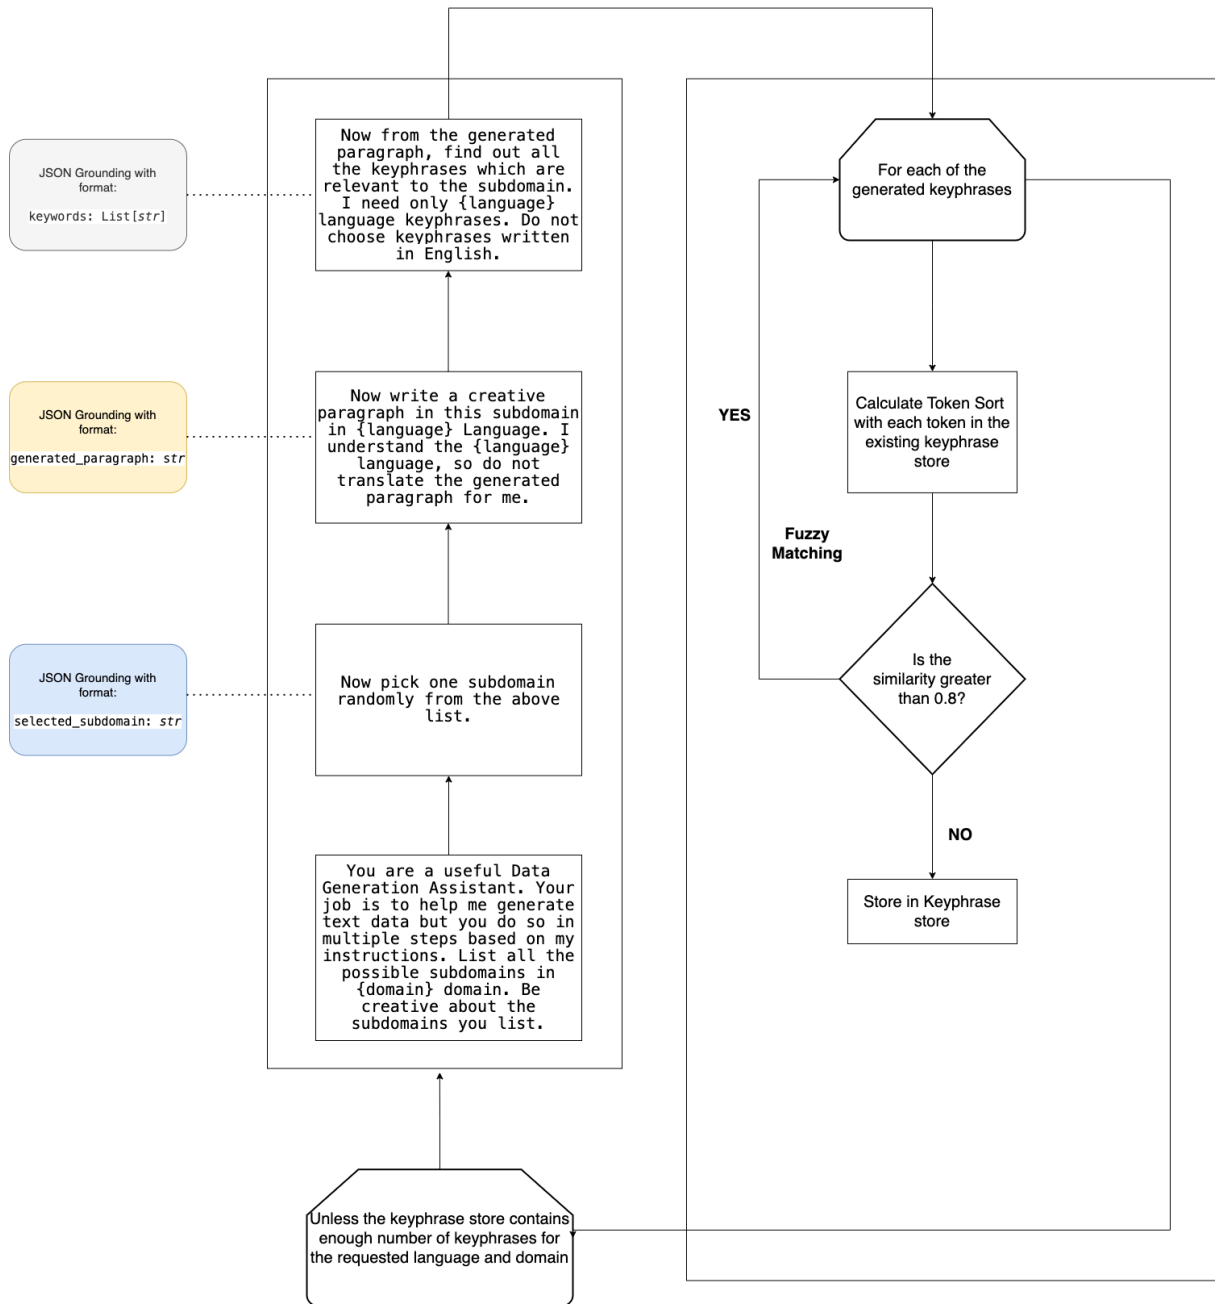 Now from the generated
paragraph, find out all
the keyphrases which are
relevant to the subdomain.
I need only {language}
language keyphrases. Do not
choose keyphrases written
in English.
JSON Grounding with
format:
keywords: List[str]
For each of the
generated keyphrases
Now write a creative
paragraph in this subdomain
in {language} Language. I
understand the {language}
language, so do not
translate the generated
paragraph for me.
JSON Grounding with
format:
generated_paragraph: str
YES
Calculate Token Sort
with each token in the
existing keyphrase
store
Fuzzy
Matching
Now pick one subdomain
randomly from the above
list.
JSON Grounding with
format:
selected_subdomain: str
Is the
similarity greater
than 0.8?
NO
You are a useful Data
Generation Assistant. Your
job is to help me generate
text data but you do so in
multiple steps based on my
instructions. List all the
possible subdomains in
{domain} domain. Be
creative about the
subdomains you list.
Store in Keyphrase
store
Unless the keyphrase store contains
enough number of keyphrases for
the requested language and domain